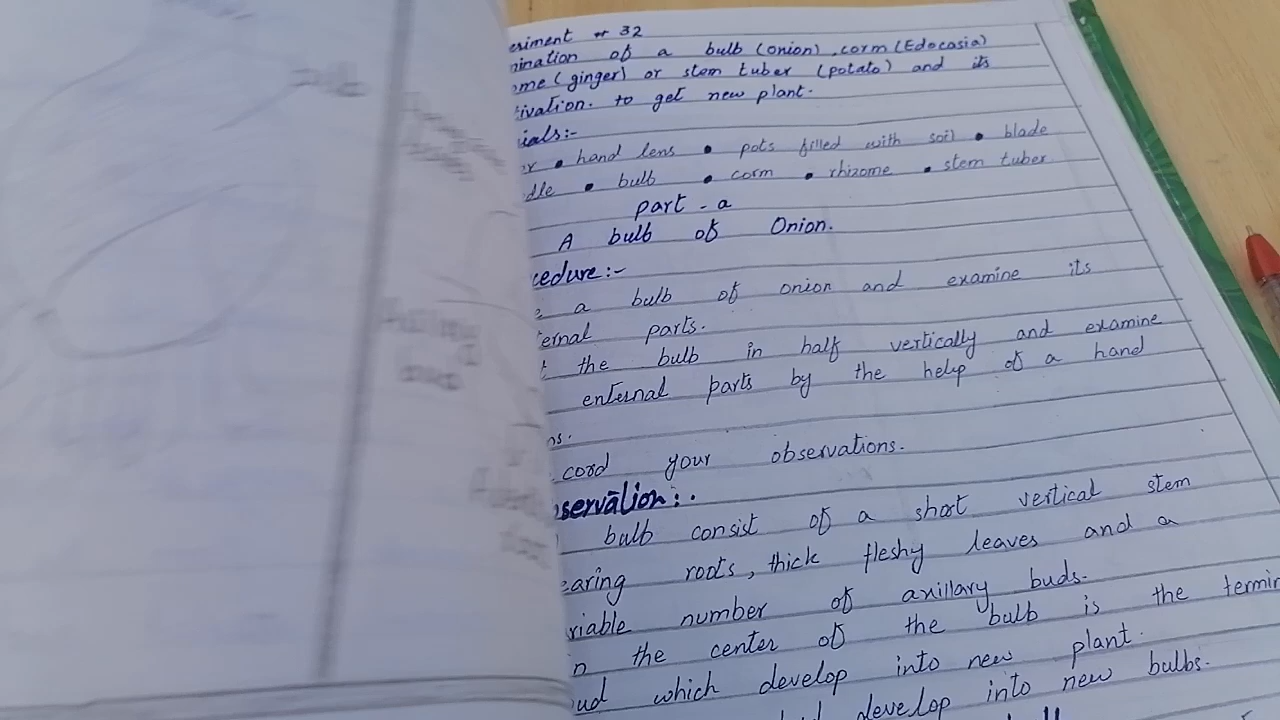 eriment # 32
mination of a bulb (onion), corm (Edocasia)
ome (ginger) or stem tuber (potato) and its
tivation. to get new plant.
ials:-
er • hand lens • pots filled with soil • blade
dle • bulb • corm • rhizome • stem tuber
part - a
A bulb of Onion.
cedure:-
e a bulb of onion and examine its
ernal parts.
t the bulb in half vertically and examine
enternal parts by the help of a hand
ns.
cord your observations.
servation:-
bulb consist of a short vertical stem
earing roots, thick fleshy leaves and a
riable number of axillary buds.
n the center of the bulb is the termin
ud which develop into new plant.
develop into new bulbs.